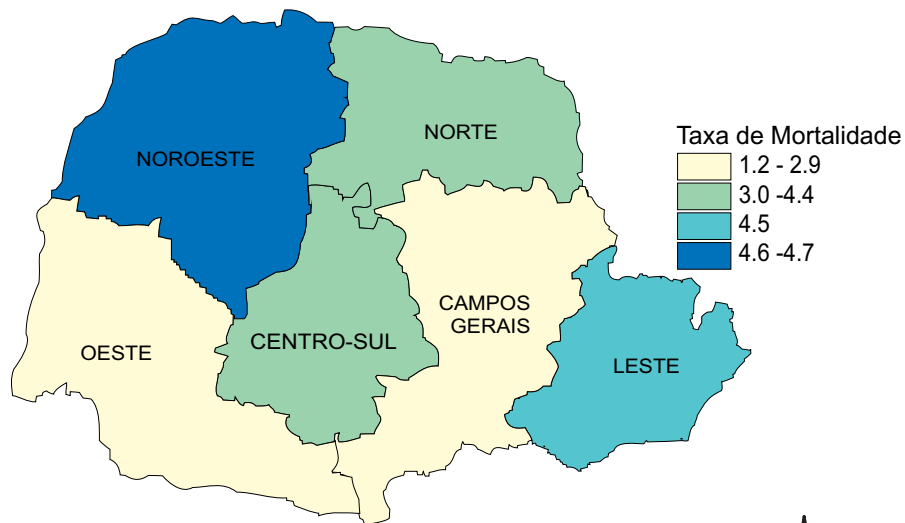 NOROESTE
NORTE
CENTRO-SUL
CAMPOS
GERAIS
OESTE
LESTE
Taxa de Mortalidade
1.2 - 2.9
3.0 -4.4
4.5
4.6 -4.7